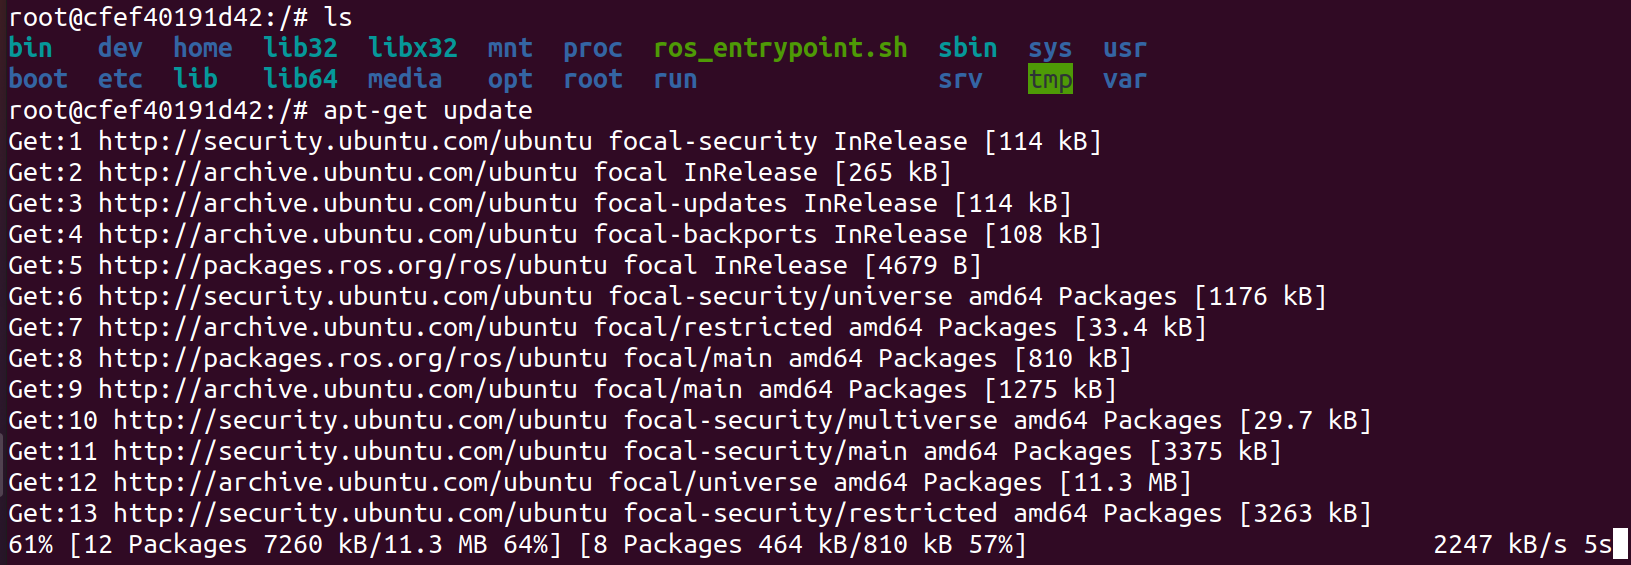 root@cfef40191d42:/# ls
bin   dev  home  lib32  libx32  mnt  proc  ros_entrypoint.sh  sbin  sys  usr
boot  etc  lib   lib64  media   opt  root  run                srv   tmp  var
root@cfef40191d42:/# apt-get update
Get:1 http://security.ubuntu.com/ubuntu focal-security InRelease [114 kB]
Get:2 http://archive.ubuntu.com/ubuntu focal InRelease [265 kB]
Get:3 http://archive.ubuntu.com/ubuntu focal-updates InRelease [114 kB]
Get:4 http://archive.ubuntu.com/ubuntu focal-backports InRelease [108 kB]
Get:5 http://packages.ros.org/ros/ubuntu focal InRelease [4679 B]
Get:6 http://security.ubuntu.com/ubuntu focal-security/universe amd64 Packages [1176 kB]
Get:7 http://archive.ubuntu.com/ubuntu focal/restricted amd64 Packages [33.4 kB]
Get:8 http://packages.ros.org/ros/ubuntu focal/main amd64 Packages [810 kB]
Get:9 http://archive.ubuntu.com/ubuntu focal/main amd64 Packages [1275 kB]
Get:10 http://security.ubuntu.com/ubuntu focal-security/multiverse amd64 Packages [29.7 kB]
Get:11 http://security.ubuntu.com/ubuntu focal-security/main amd64 Packages [3375 kB]
Get:12 http://archive.ubuntu.com/ubuntu focal/universe amd64 Packages [11.3 MB]
Get:13 http://security.ubuntu.com/ubuntu focal-security/restricted amd64 Packages [3263 kB]
61% [12 Packages 7260 kB/11.3 MB 64%] [8 Packages 464 kB/810 kB 57%] 2247 kB/s 5s